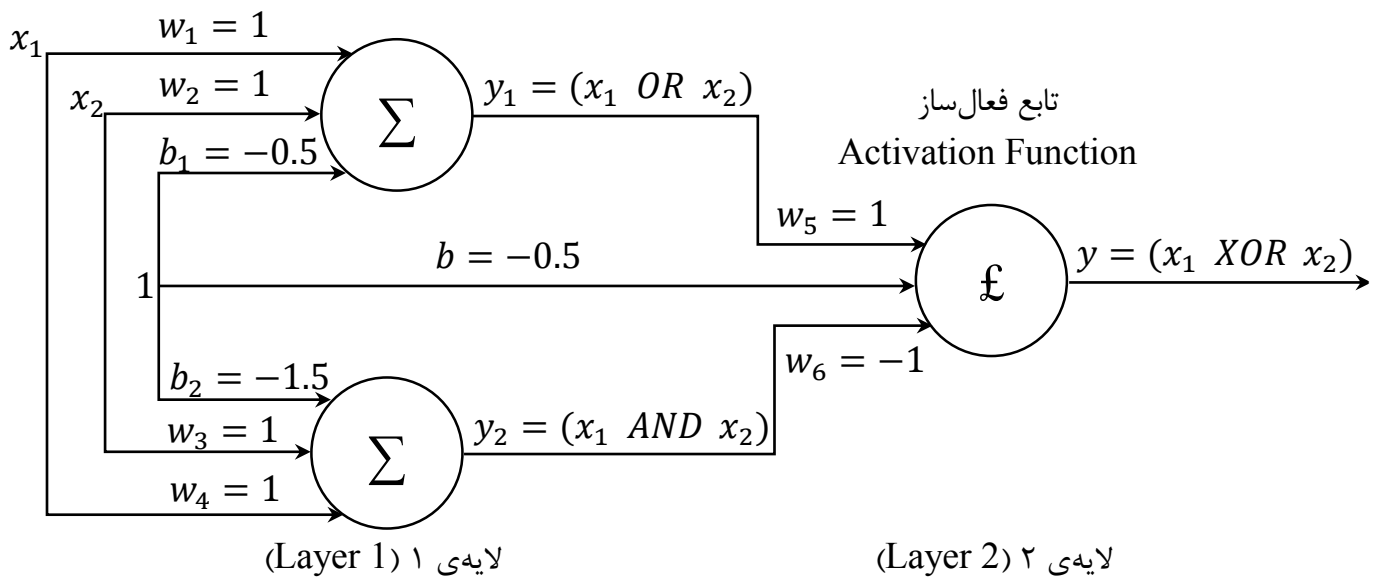 x₁
w₁ = 1
x₂
w₂ = 1
b₁ = −0.5
∑
y₁ = (x₁ OR x₂)
تابع فعال‌ساز
Activation Function
w₅ = 1
1
b = −0.5
£
y = (x₁ XOR x₂)
w₆ = −1
b₂ = −1.5
w₃ = 1
w₄ = 1
∑
y₂ = (x₁ AND x₂)
لایه‌ی ۱ (Layer 1)
لایه‌ی ۲ (Layer 2)